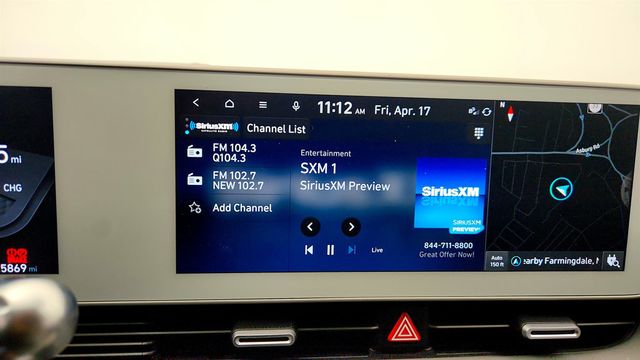 11:12 AM
Fri, Apr. 17
SiriusXM
SATELLITE RADIO
Channel List
FM 104.3
Q104.3
FM 102.7
NEW 102.7
Add Channel
Entertainment
SXM 1
SiriusXM Preview
Live
SiriusXM
SIRIUSXM
PREVIEW
844-711-8800
Great Offer Now!
N
Asbury Rd
Auto
150 ft
earby Farmingdale, N
5 mi
CHG
5869 mi